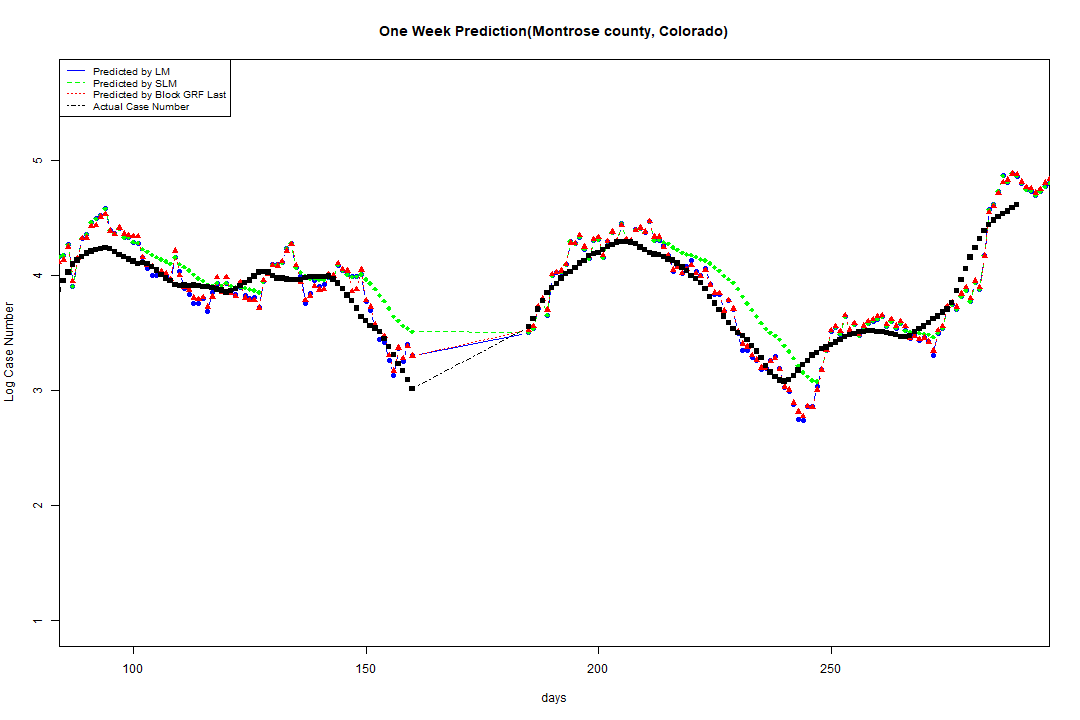 One Week Prediction(Montrose county, Colorado)
Predicted by LM
Predicted by SLM
Predicted by Block GRF Last
Actual Case Number
5
4
3
2
1
Log Case Number
100 150 200 250
days